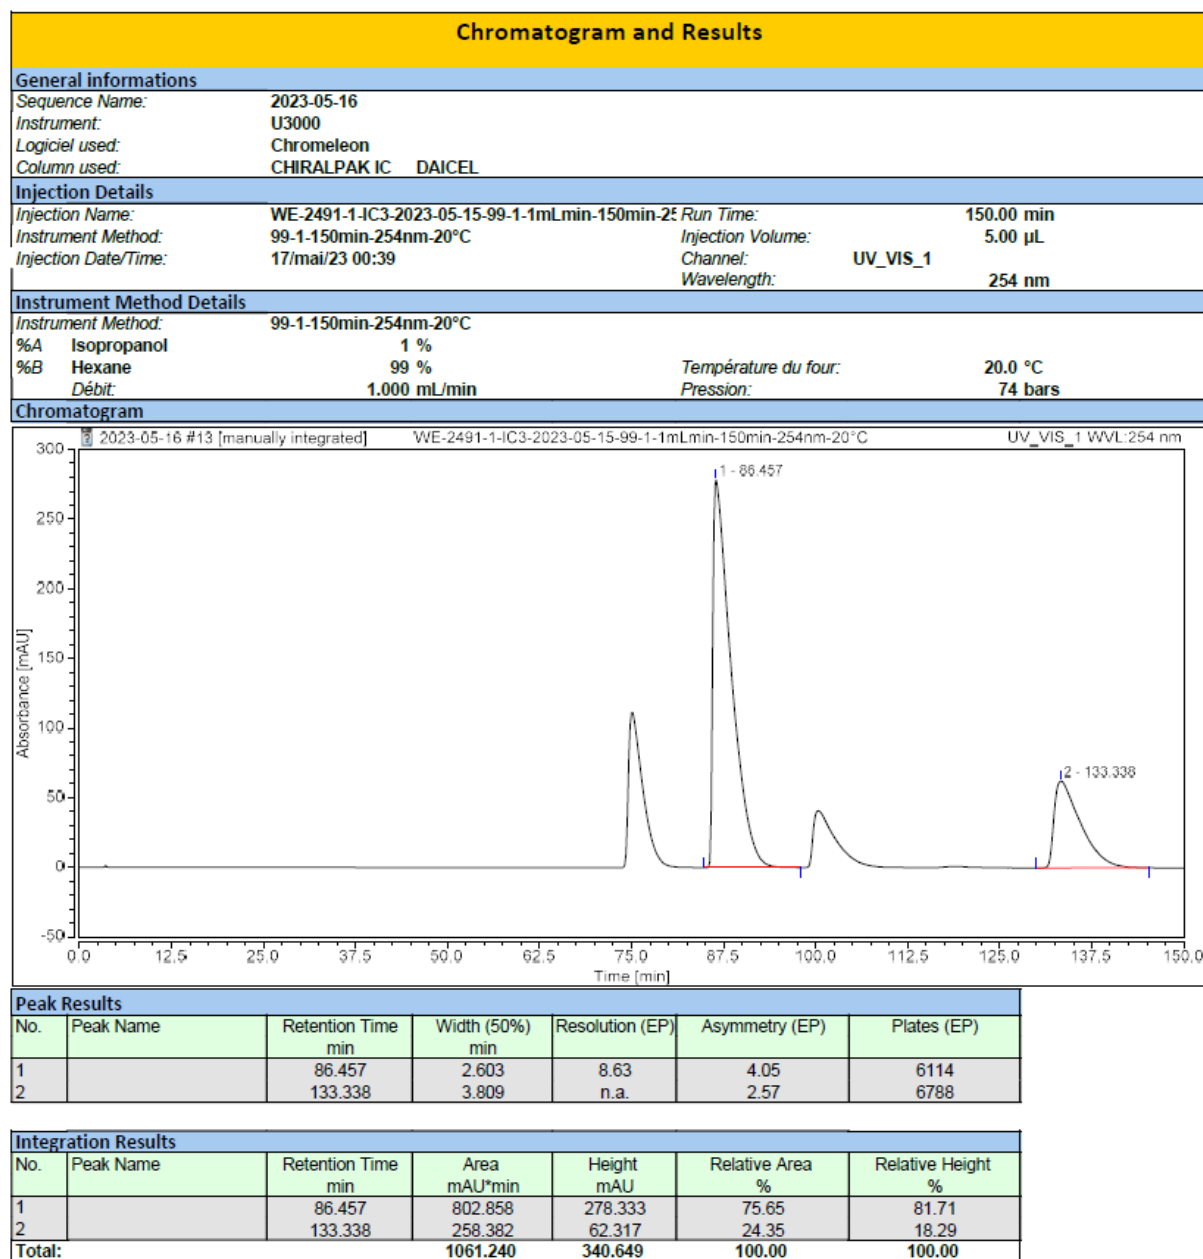 Chromatogram and Results
General informations
Sequence Name: 2023-05-16
Instrument: U3000
Logiciel used: Chromeleon
Column used: CHIRALPAK IC DAICEL
Injection Details
Injection Name: WE-2491-1-IC3-2023-05-15-99-1-1mLmin-150min-25 Run Time: 150.00 min
Instrument Method: 99-1-150min-254nm-20°C Injection Volume: 5.00 µL
Injection Date/Time: 17/mai/23 00:39 Channel: UV_VIS_1
Wavelength: 254 nm
Instrument Method Details
Instrument Method: 99-1-150min-254nm-20°C
%A Isopropanol 1 %
%B Hexane 99 % Température du four: 20.0 °C
Débit: 1.000 mL/min Pression: 74 bars
Chromatogram
2023-05-16 #13 [manually integrated] WE-2491-1-IC3-2023-05-15-99-1-1mLmin-150min-254nm-20°C UV_VIS_1 WVL:254 nm
300
250
200
150
100
50
0
-50
Absorbance [mAU]
1 - 86.457
2 - 133.338
0.0 12.5 25.0 37.5 50.0 62.5 75.0 87.5 100.0 112.5 125.0 137.5 150.0
Time [min]
Peak Results
No. Peak Name Retention Time Width (50%) Resolution (EP) Asymmetry (EP) Plates (EP)
min min
1 86.457 2.603 8.63 4.05 6114
2 133.338 3.809 n.a. 2.57 6788
Integration Results
No. Peak Name Retention Time Area Height Relative Area Relative Height
min mAU*min mAU % %
1 86.457 802.858 278.333 75.65 81.71
2 133.338 258.382 62.317 24.35 18.29
Total: 1061.240 340.649 100.00 100.00